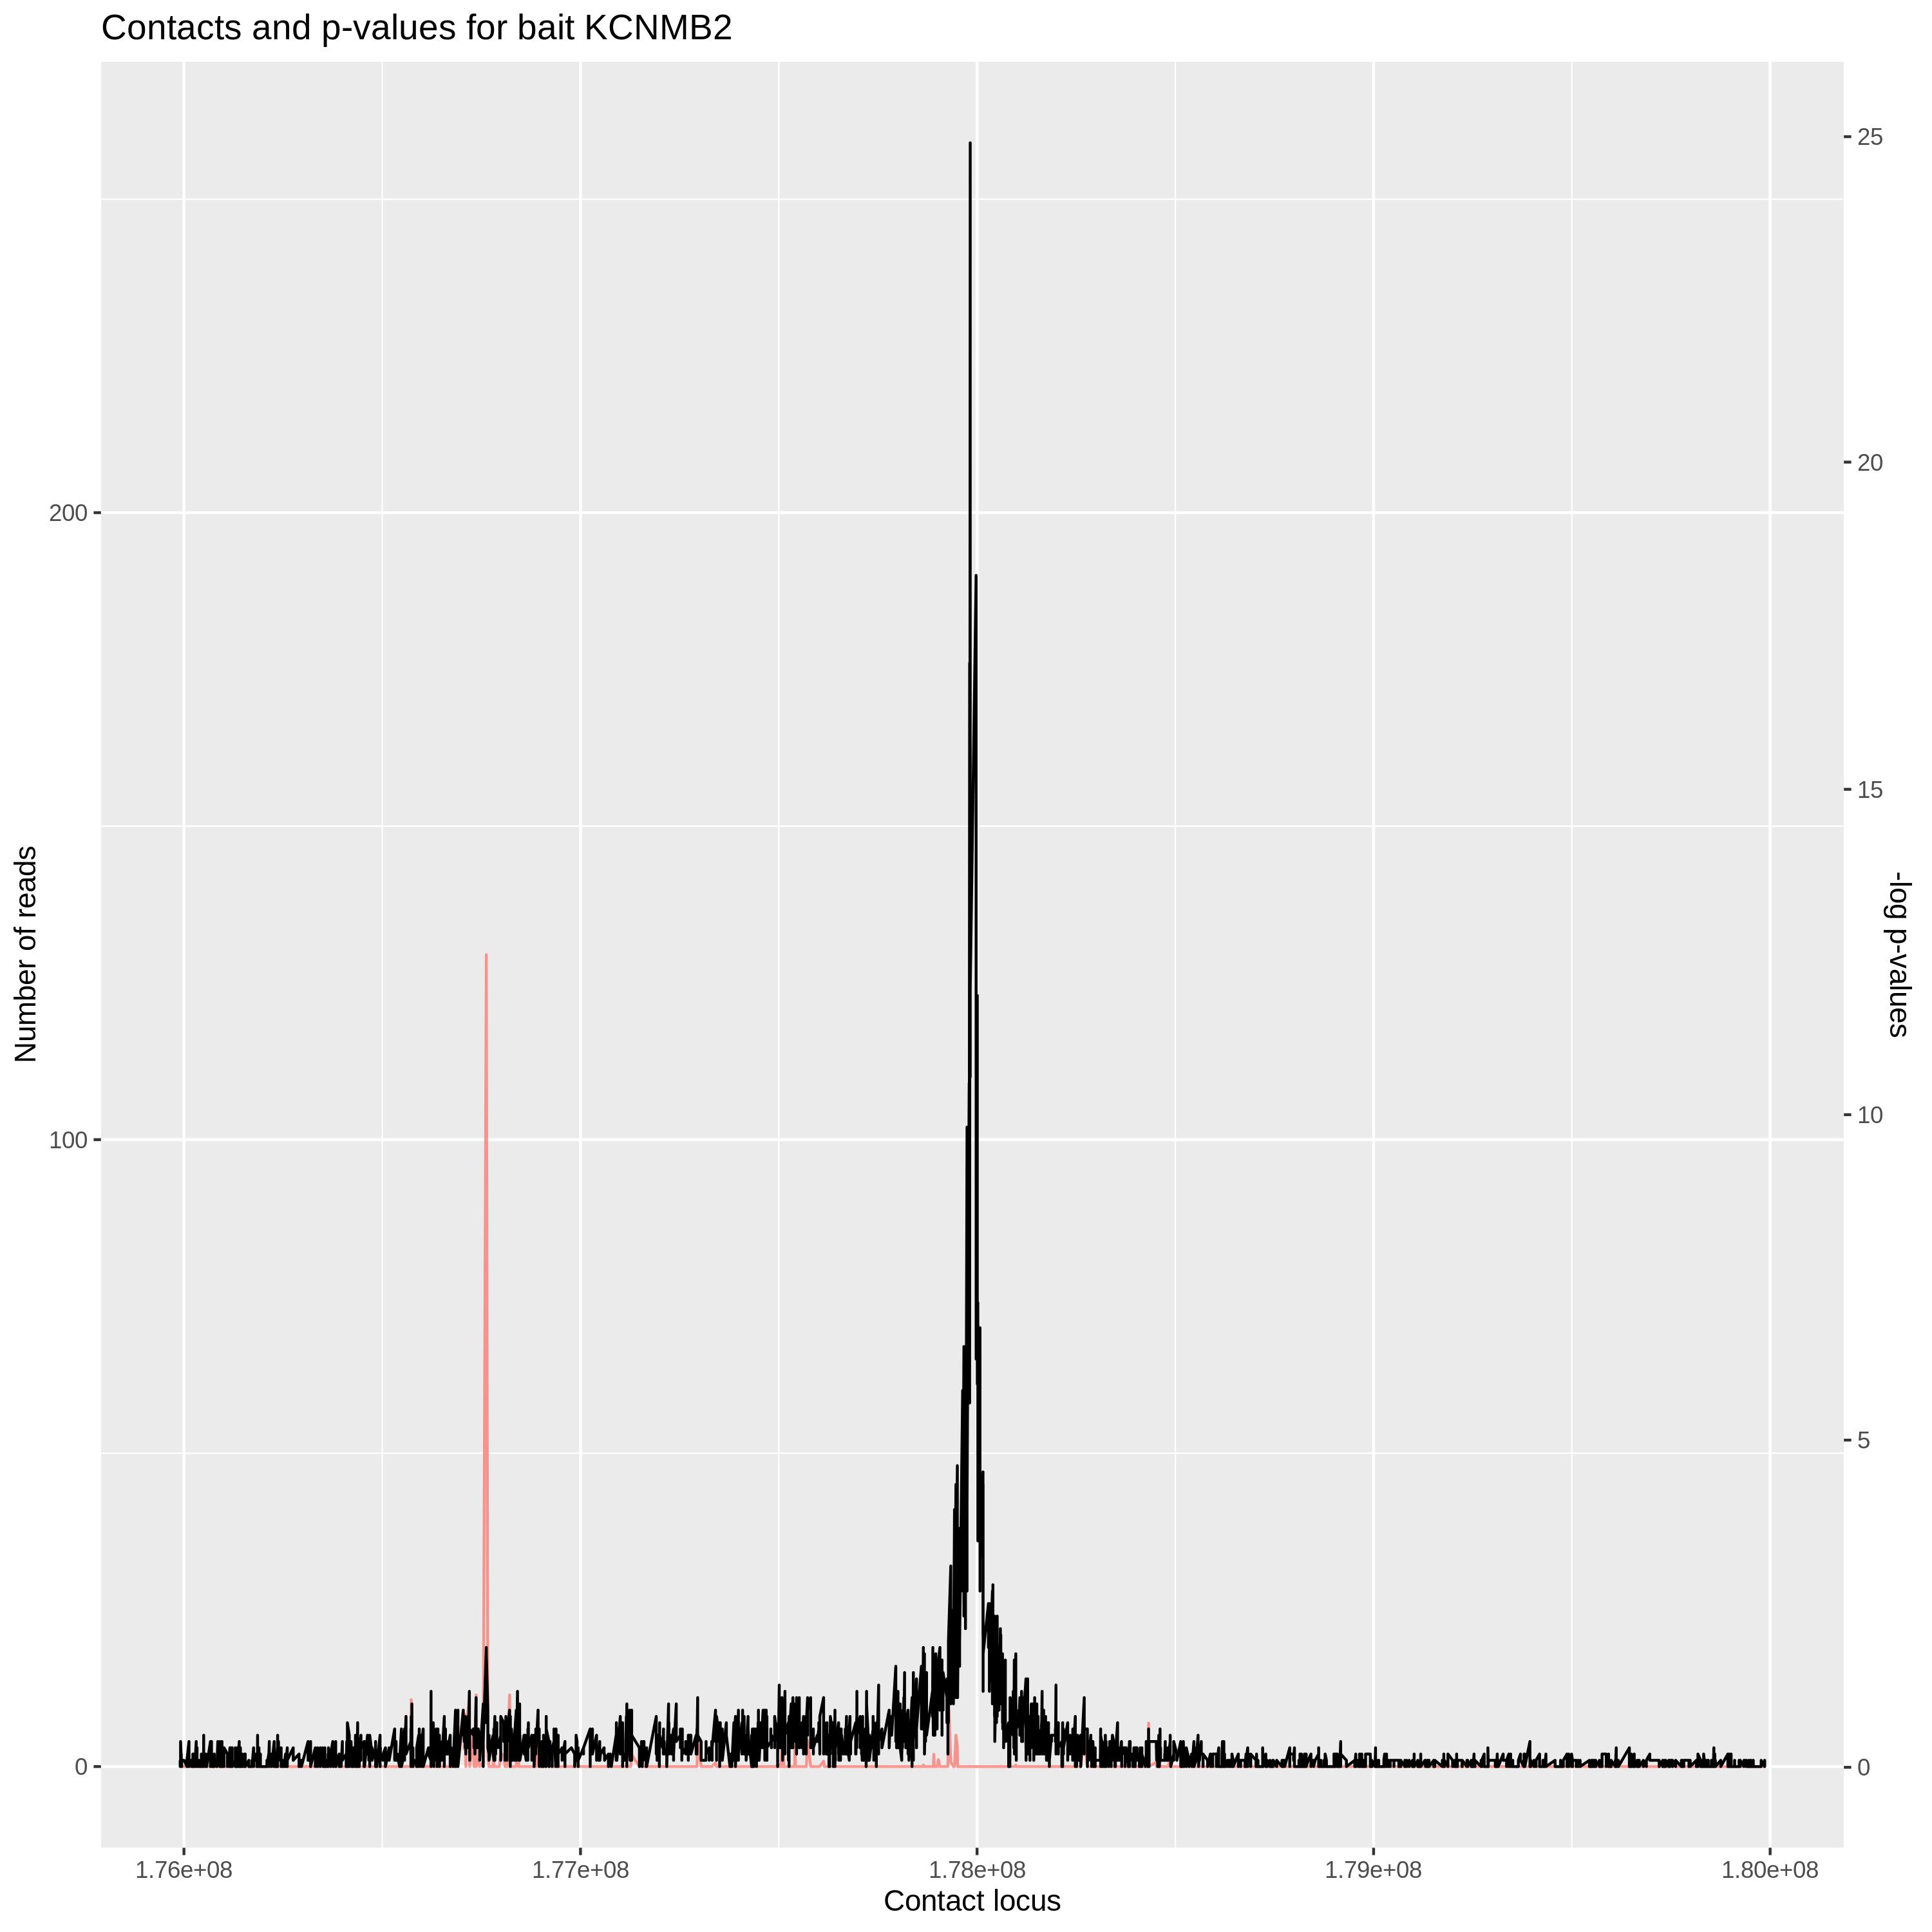 Contacts and p-values for bait KCNMB2
25
20
200
15
Number of reads
-log p-values
10
100
5
0
0
1.76e+08
1.77e+08
1.78e+08
1.79e+08
1.80e+08
Contact locus